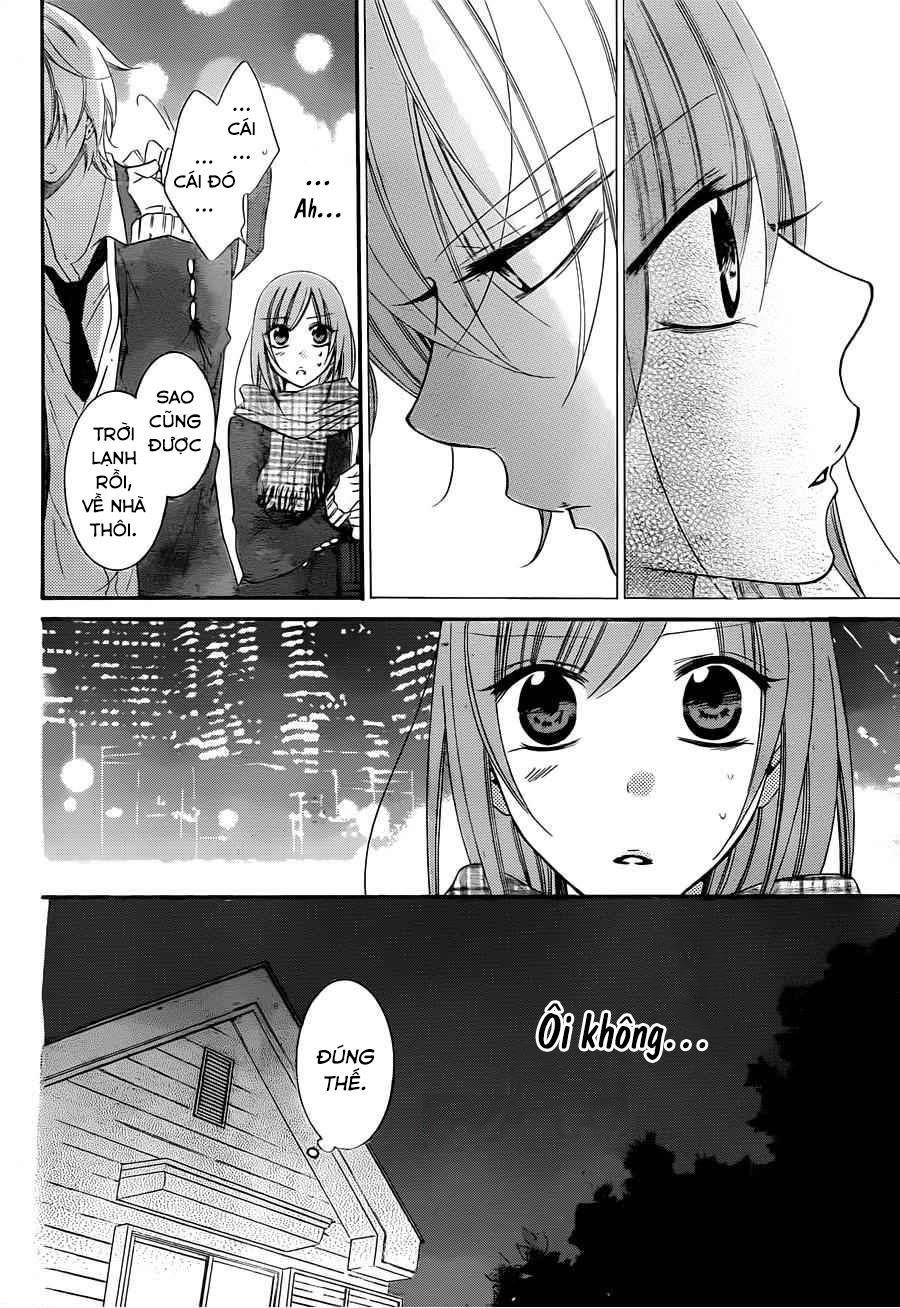 ...
Ah...
...
CÁI
... ...
CÁI ĐÓ
...
SAO
CŨNG
ĐƯỢC
TRỜI
LẠNH
RỒI,
VỀ NHÀ
THÔI.
Ôi không...
ĐÚNG
THẾ.